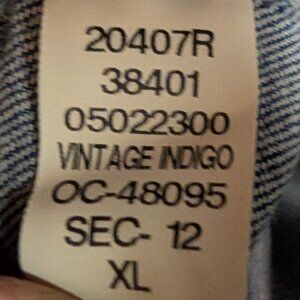 20407R
38401
05022300
VINTAGE INDIGO
OC-48095
SEC- 12
XL